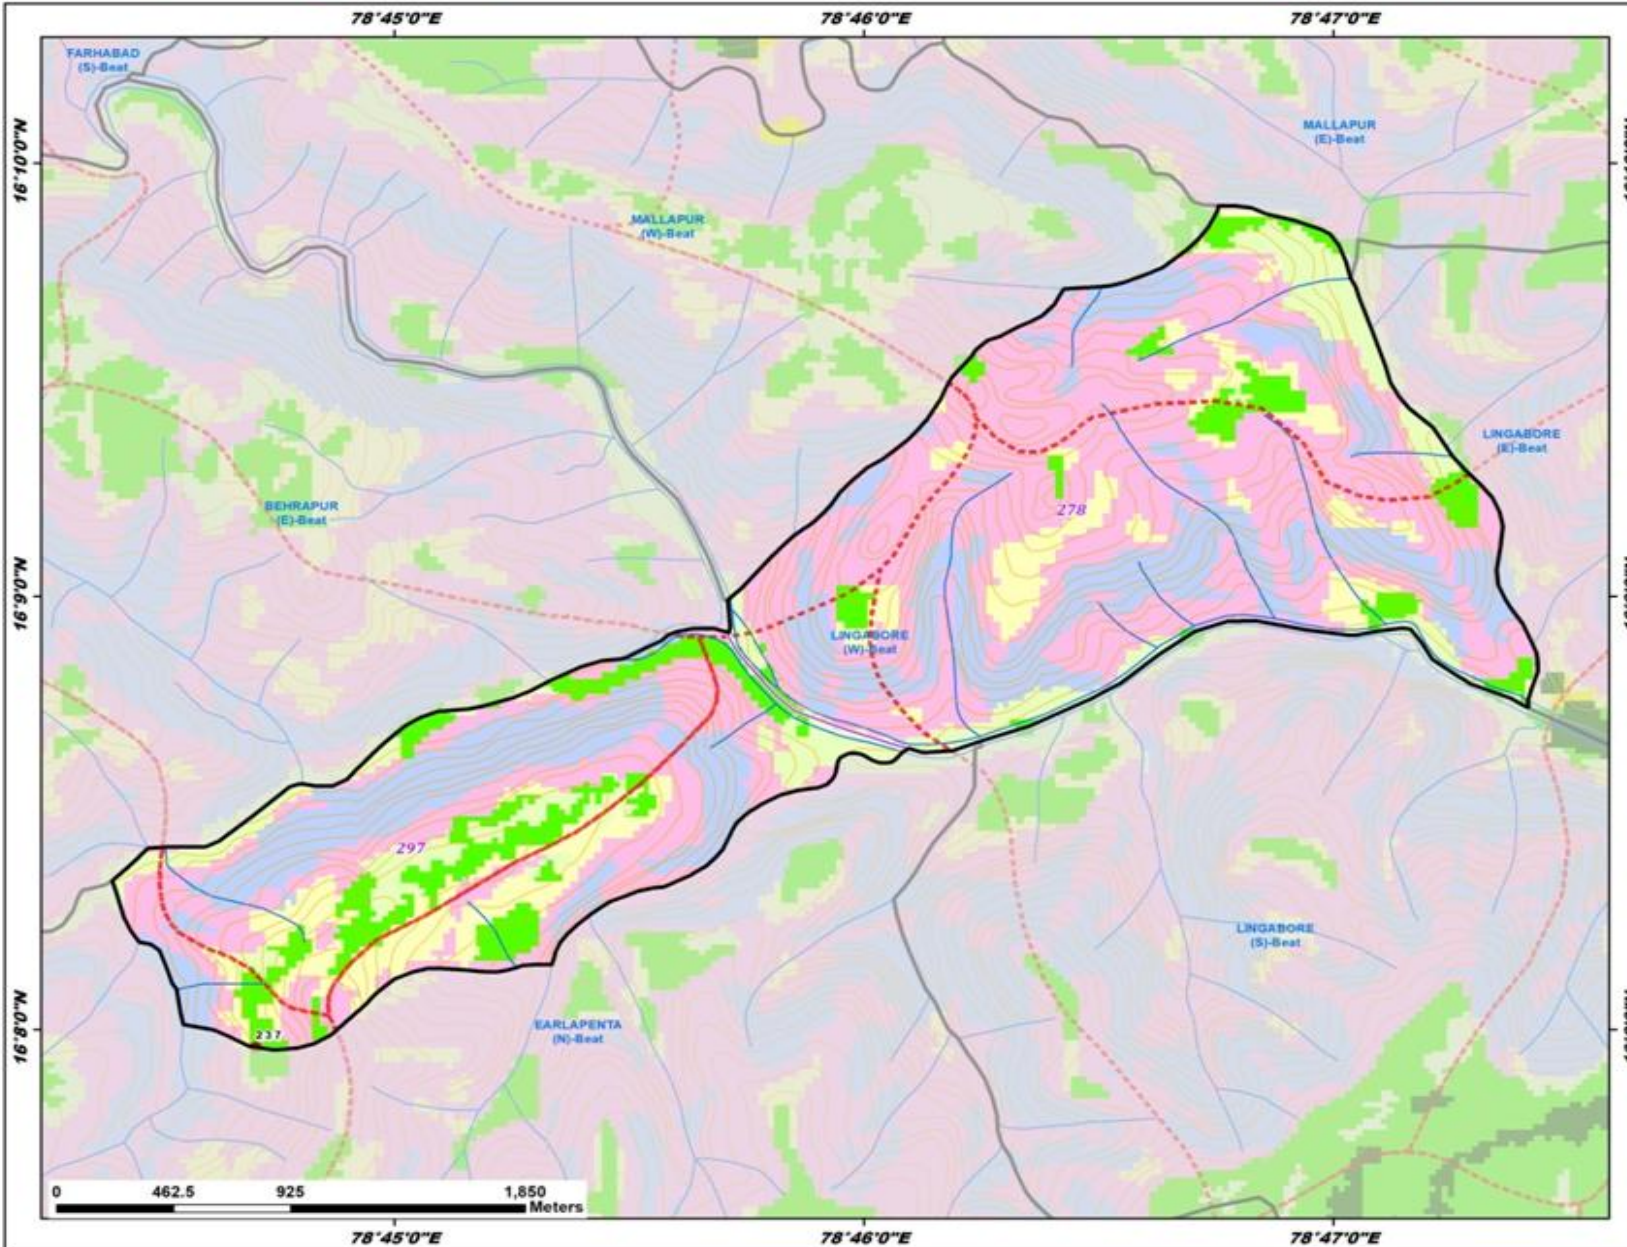 78°45'0"E
78°46'0"E
78°47'0"E
FARHABAD
(S)-Beat
MALLAPUR
(E)-Beat
16°10'0"N
MALLAPUR
(W)-Beat
LINGABORE
(E)-Beat
BEHRAPUR
(E)-Beat
278
16°9'0"N
LINGABORE
(W)-Beat
297
LINGABORE
(S)-Beat
16°8'0"N
237
EARLAPENTA
(N)-Beat
0 462.5 925 1,850
Meters
78°45'0"E
78°46'0"E
78°47'0"E